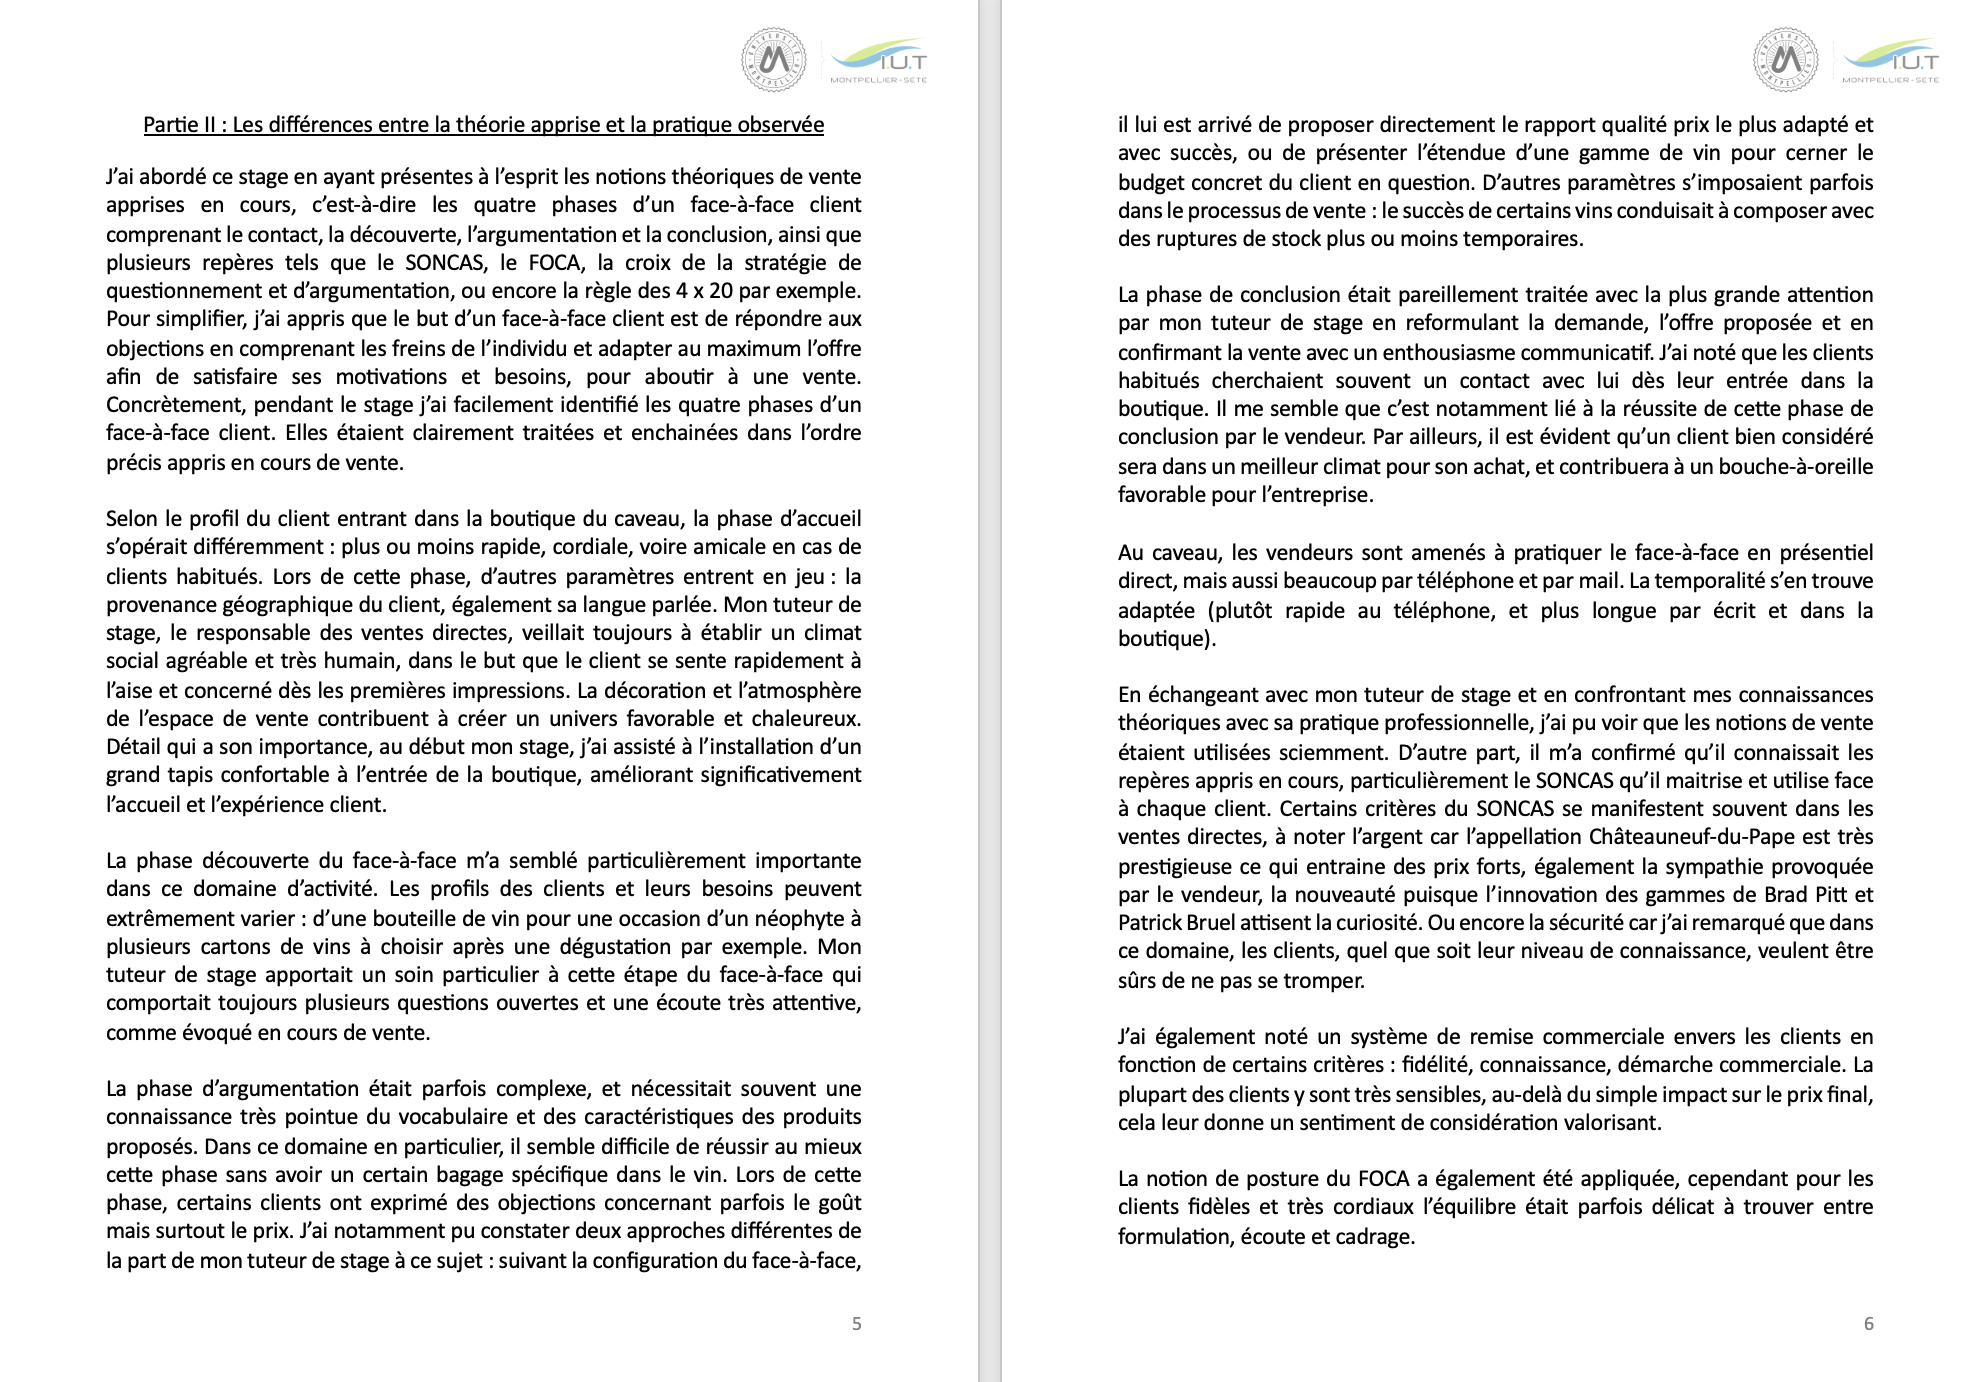 UNIVERSITÉ
MONTPELLIER
I.U.T
MONTPELLIER-SETE
Partie II : Les différences entre la théorie apprise et la pratique observée
J’ai abordé ce stage en ayant présentes à l’esprit les notions théoriques de vente
apprises en cours, c’est-à-dire les quatre phases d’un face-à-face client
comprenant le contact, la découverte, l’argumentation et la conclusion, ainsi que
plusieurs repères tels que le SONCAS, le FOCA, la croix de la stratégie de
questionnement et d’argumentation, ou encore la règle des 4 x 20 par exemple.
Pour simplifier, j’ai appris que le but d’un face-à-face client est de répondre aux
objections en comprenant les freins de l’individu et adapter au maximum l’offre
afin de satisfaire ses motivations et besoins, pour aboutir à une vente.
Concrètement, pendant le stage j’ai facilement identifié les quatre phases d’un
face-à-face client. Elles étaient clairement traitées et enchainées dans l’ordre
précis appris en cours de vente.
Selon le profil du client entrant dans la boutique du caveau, la phase d’accueil
s’opérait différemment : plus ou moins rapide, cordiale, voire amicale en cas de
clients habitués. Lors de cette phase, d’autres paramètres entrent en jeu : la
provenance géographique du client, également sa langue parlée. Mon tuteur de
stage, le responsable des ventes directes, veillait toujours à établir un climat
social agréable et très humain, dans le but que le client se sente rapidement à
l’aise et concerné dès les premières impressions. La décoration et l’atmosphère
de l’espace de vente contribuent à créer un univers favorable et chaleureux.
Détail qui a son importance, au début mon stage, j’ai assisté à l’installation d’un
grand tapis confortable à l’entrée de la boutique, améliorant significativement
l’accueil et l’expérience client.
La phase découverte du face-à-face m’a semblé particulièrement importante
dans ce domaine d’activité. Les profils des clients et leurs besoins peuvent
extrêmement varier : d’une bouteille de vin pour une occasion d’un néophyte à
plusieurs cartons de vins à choisir après une dégustation par exemple. Mon
tuteur de stage apportait un soin particulier à cette étape du face-à-face qui
comportait toujours plusieurs questions ouvertes et une écoute très attentive,
comme évoqué en cours de vente.
La phase d’argumentation était parfois complexe, et nécessitait souvent une
connaissance très pointue du vocabulaire et des caractéristiques des produits
proposés. Dans ce domaine en particulier, il semble difficile de réussir au mieux
cette phase sans avoir un certain bagage spécifique dans le vin. Lors de cette
phase, certains clients ont exprimé des objections concernant parfois le goût
mais surtout le prix. J’ai notamment pu constater deux approches différentes de
la part de mon tuteur de stage à ce sujet : suivant la configuration du face-à-face,
5
UNIVERSITÉ
MONTPELLIER
I.U.T
MONTPELLIER-SETE
il lui est arrivé de proposer directement le rapport qualité prix le plus adapté et
avec succès, ou de présenter l’étendue d’une gamme de vin pour cerner le
budget concret du client en question. D’autres paramètres s’imposaient parfois
dans le processus de vente : le succès de certains vins conduisait à composer avec
des ruptures de stock plus ou moins temporaires.
La phase de conclusion était pareillement traitée avec la plus grande attention
par mon tuteur de stage en reformulant la demande, l’offre proposée et en
confirmant la vente avec un enthousiasme communicatif. J’ai noté que les clients
habitués cherchaient souvent un contact avec lui dès leur entrée dans la
boutique. Il me semble que c’est notamment lié à la réussite de cette phase de
conclusion par le vendeur. Par ailleurs, il est évident qu’un client bien considéré
sera dans un meilleur climat pour son achat, et contribuera à un bouche-à-oreille
favorable pour l’entreprise.
Au caveau, les vendeurs sont amenés à pratiquer le face-à-face en présentiel
direct, mais aussi beaucoup par téléphone et par mail. La temporalité s’en trouve
adaptée (plutôt rapide au téléphone, et plus longue par écrit et dans la
boutique).
En échangeant avec mon tuteur de stage et en confrontant mes connaissances
théoriques avec sa pratique professionnelle, j’ai pu voir que les notions de vente
étaient utilisées sciemment. D’autre part, il m’a confirmé qu’il connaissait les
repères appris en cours, particulièrement le SONCAS qu’il maitrise et utilise face
à chaque client. Certains critères du SONCAS se manifestent souvent dans les
ventes directes, à noter l’argent car l’appellation Châteauneuf-du-Pape est très
prestigieuse ce qui entraine des prix forts, également la sympathie provoquée
par le vendeur, la nouveauté puisque l’innovation des gammes de Brad Pitt et
Patrick Bruel attisent la curiosité. Ou encore la sécurité car j’ai remarqué que dans
ce domaine, les clients, quel que soit leur niveau de connaissance, veulent être
sûrs de ne pas se tromper.
J’ai également noté un système de remise commerciale envers les clients en
fonction de certains critères : fidélité, connaissance, démarche commerciale. La
plupart des clients y sont très sensibles, au-delà du simple impact sur le prix final,
cela leur donne un sentiment de considération valorisant.
La notion de posture du FOCA a également été appliquée, cependant pour les
clients fidèles et très cordiaux l’équilibre était parfois délicat à trouver entre
formulation, écoute et cadrage.
6